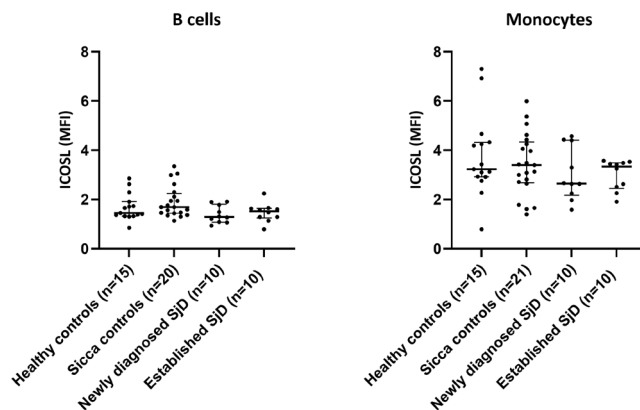 B cells
ICOSL (MFI)
8
6
4
2
0
Healthy controls (n=15)
Sicca controls (n=20)
Newly diagnosed SjD (n=10)
Established SjD (n=10)
Monocytes
ICOSL (MFI)
8
6
4
2
0
Healthy controls (n=15)
Sicca controls (n=21)
Newly diagnosed SjD (n=10)
Established SjD (n=10)